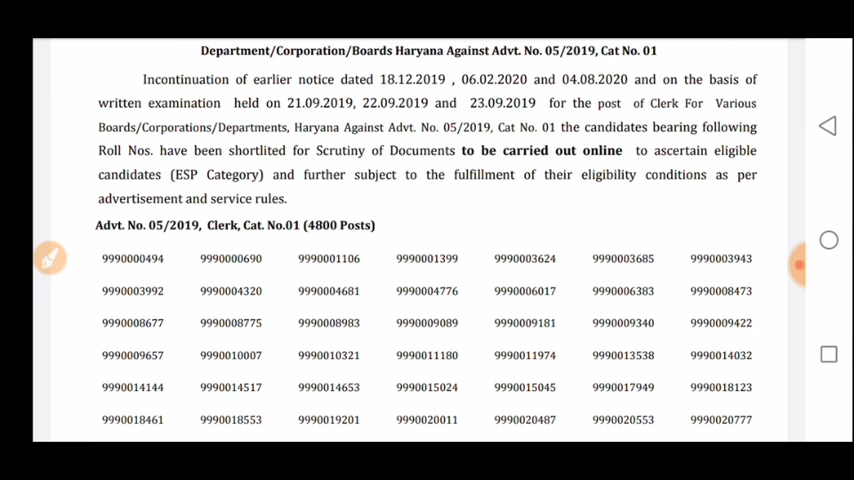 Department/Corporation/Boards Haryana Against Advt. No. 05/2019, Cat No. 01
Incontinuation of earlier notice dated 18.12.2019 , 06.02.2020 and 04.08.2020 and on the basis of
written examination held on 21.09.2019, 22.09.2019 and 23.09.2019 for the post of Clerk For Various
Boards/Corporations/Departments, Haryana Against Advt. No. 05/2019, Cat No. 01 the candidates bearing following
Roll Nos. have been shortlited for Scrutiny of Documents to be carried out online to ascertain eligible
candidates (ESP Category) and further subject to the fulfillment of their eligibility conditions as per
advertisement and service rules.
Advt. No. 05/2019, Clerk, Cat. No.01 (4800 Posts)
9990000494 9990000690 9990001106 9990001399 9990003624 9990003685 9990003943
9990003992 9990004320 9990004681 9990004776 9990006017 9990006383 9990008473
9990008677 9990008775 9990008983 9990009089 9990009181 9990009340 9990009422
9990009657 9990010007 9990010321 9990011180 9990011974 9990013538 9990014032
9990014144 9990014517 9990014653 9990015024 9990015045 9990017949 9990018123
9990018461 9990018553 9990019201 9990020011 9990020487 9990020553 9990020777